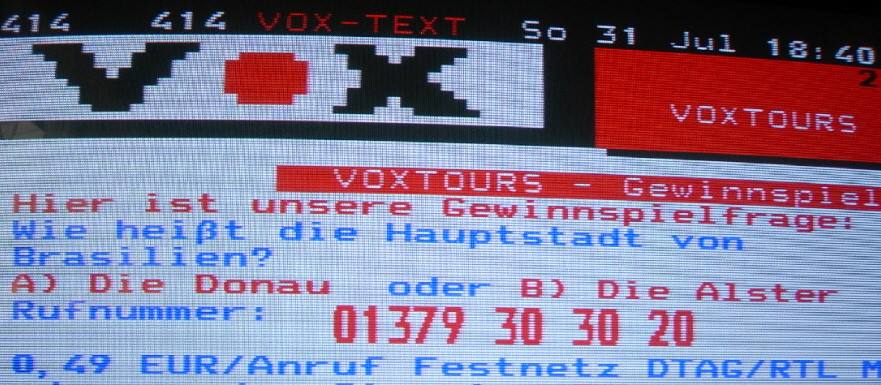 414 414 VOX-TEXT So 31 Jul 18:40
VOX
2
VOXTOURS
VOXTOURS - Gewinnspiel
Hier ist unsere Gewinnspielfrage:
Wie heißt die Hauptstadt von
Brasilien?
A) Die Donau oder B) Die Alster
Rufnummer: 01379 30 30 20
0,49 EUR/Anruf Festnetz DTAG/RTL M